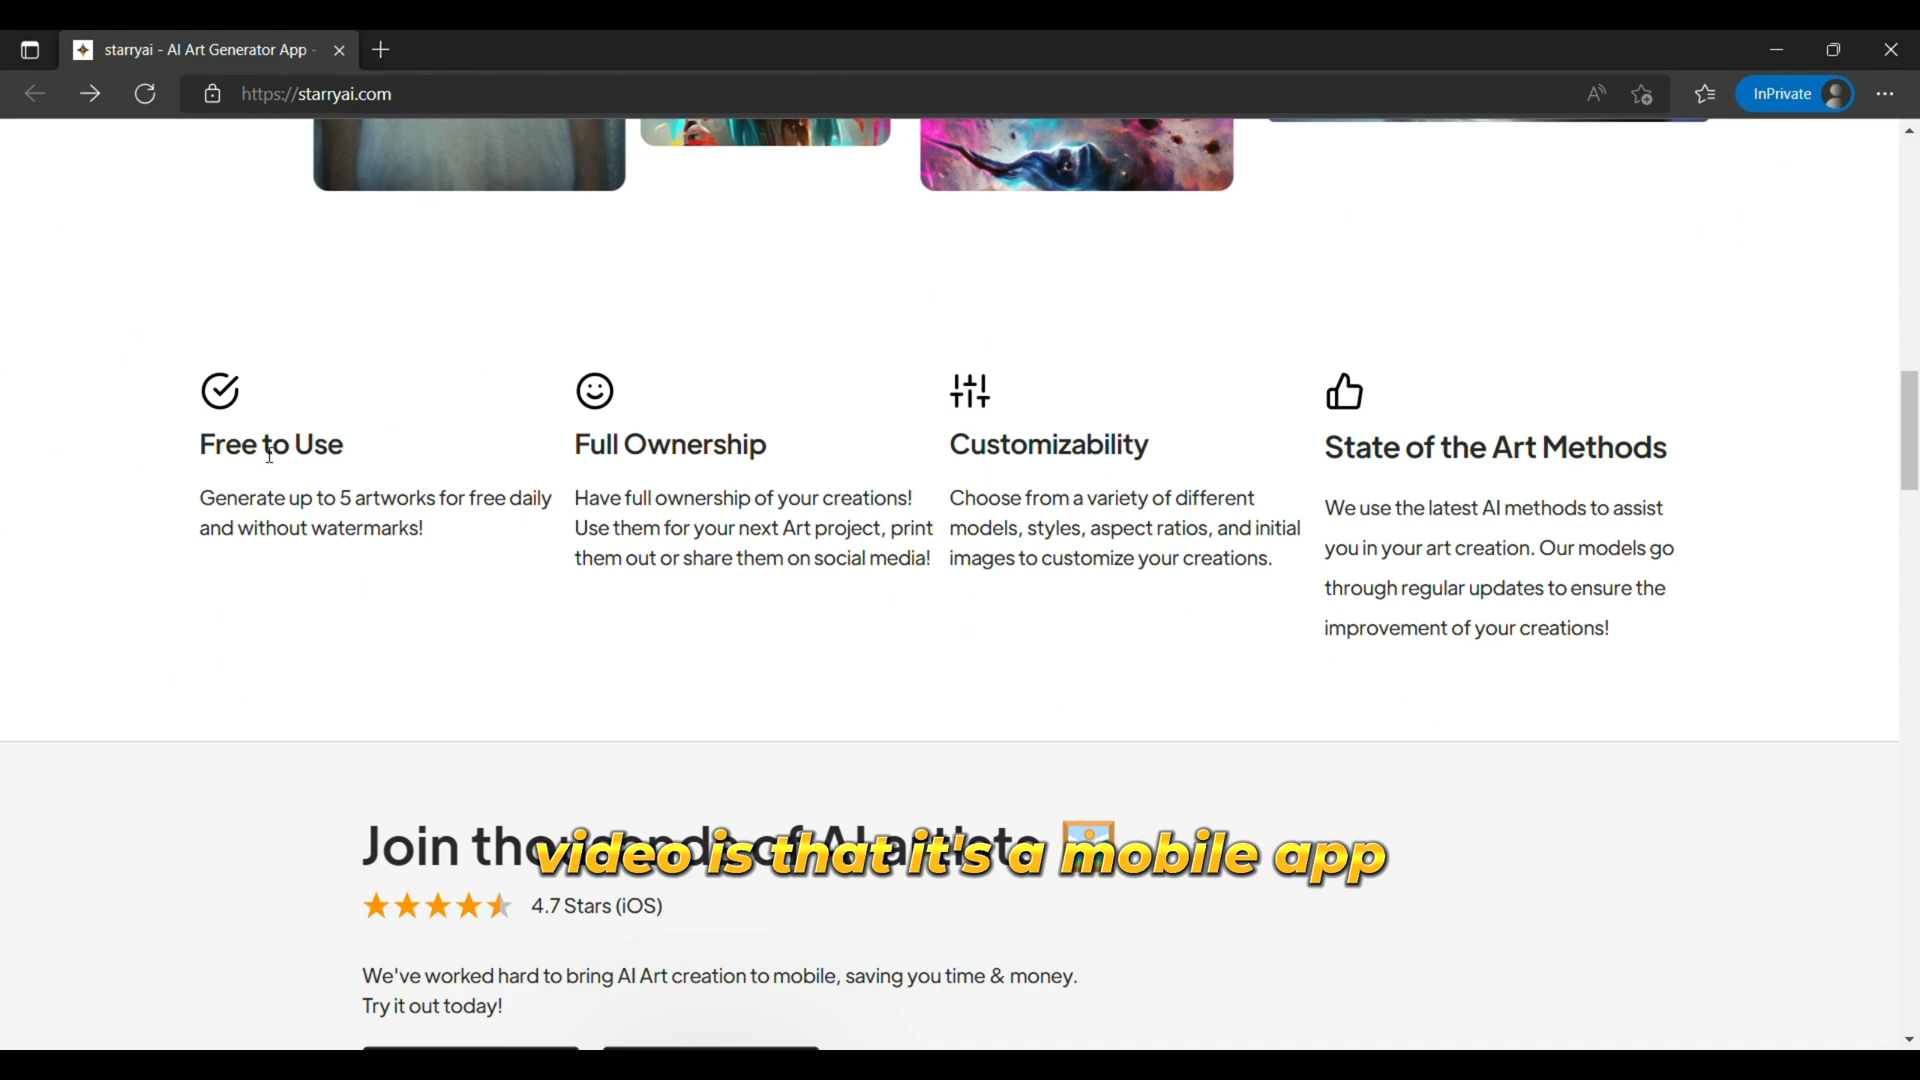 starryai - AI Art Generator App -
https://starryai.com
InPrivate
Free to Use
Generate up to 5 artworks for free daily
and without watermarks!
Full Ownership
Have full ownership of your creations!
Use them for your next Art project, print
them out or share them on social media!
Customizability
Choose from a variety of different
models, styles, aspect ratios, and initial
images to customize your creations.
State of the Art Methods
We use the latest AI methods to assist
you in your art creation. Our models go
through regular updates to ensure the
improvement of your creations!
Join thousands of AI artists
video is that it's a mobile app
4.7 Stars (iOS)
We've worked hard to bring AI Art creation to mobile, saving you time & money.
Try it out today!